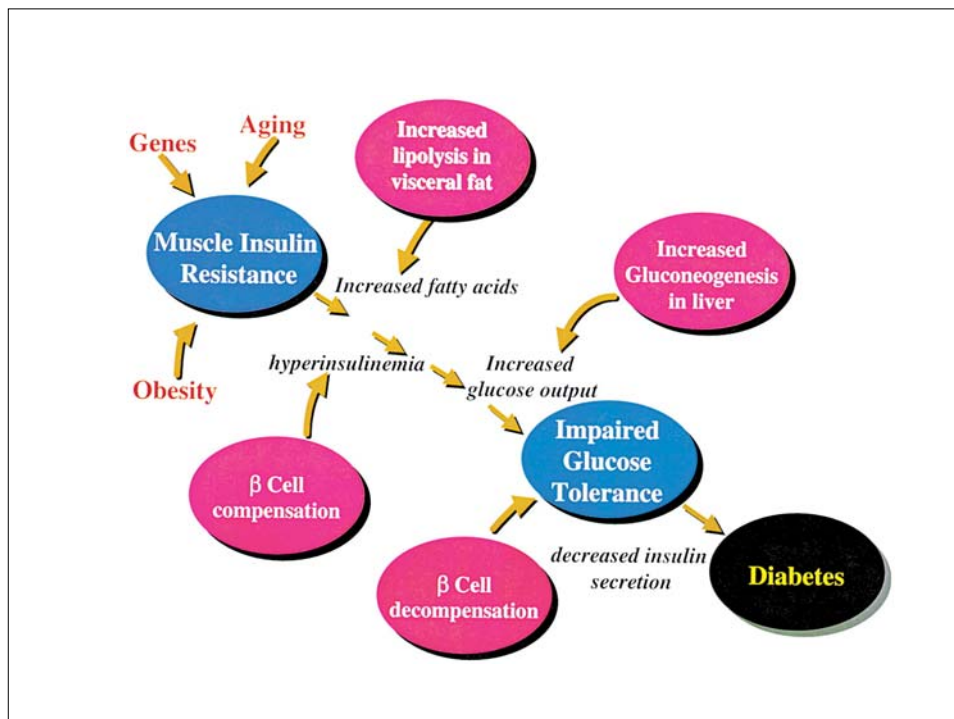 Genes
Aging
Increased
lipolysis in
visceral fat
Muscle Insulin
Resistance
Increased fatty acids
Increased
Gluconeogenesis
in liver
Obesity
hyperinsulinemia
Increased
glucose output
β Cell
compensation
Impaired
Glucose
Tolerance
β Cell
decompensation
decreased insulin
secretion
Diabetes